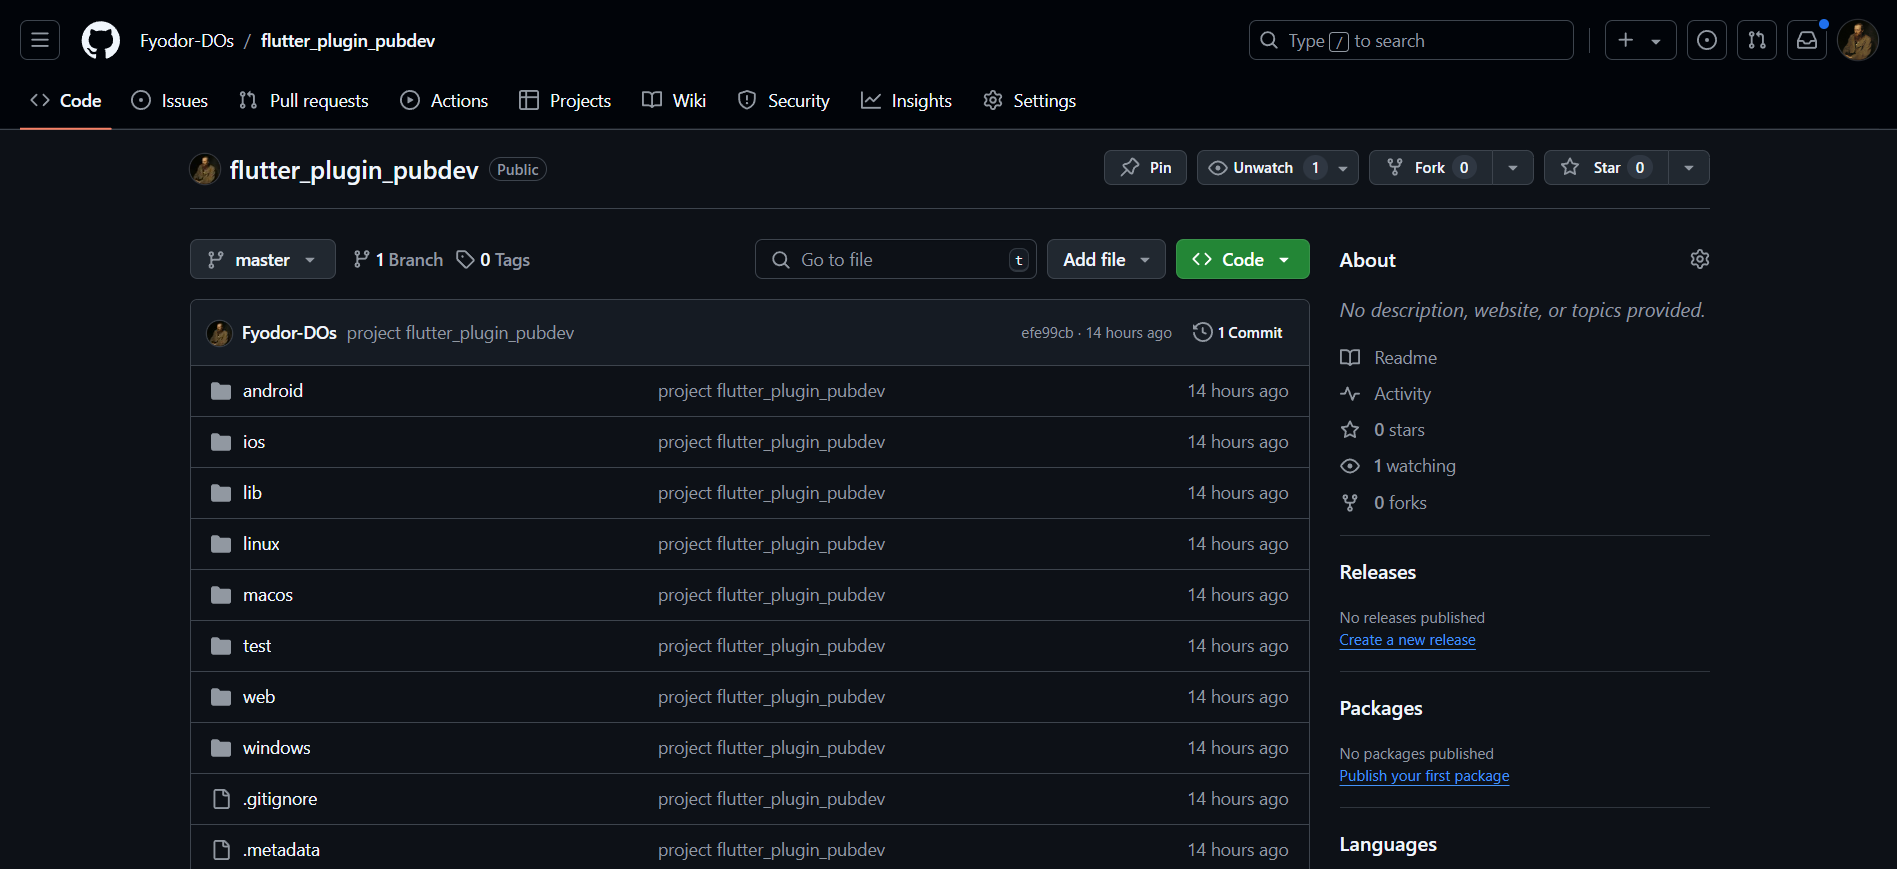 Fyodor-DOs / flutter_plugin_pubdev
Type / to search
Code Issues Pull requests Actions Projects Wiki Security Insights Settings
flutter_plugin_pubdev Public
Pin Unwatch 1 Fork 0 Star 0
master 1 Branch 0 Tags Go to file t Add file Code
Fyodor-DOs project flutter_plugin_pubdev efe99cb · 14 hours ago 1 Commit
android project flutter_plugin_pubdev 14 hours ago
ios project flutter_plugin_pubdev 14 hours ago
lib project flutter_plugin_pubdev 14 hours ago
linux project flutter_plugin_pubdev 14 hours ago
macos project flutter_plugin_pubdev 14 hours ago
test project flutter_plugin_pubdev 14 hours ago
web project flutter_plugin_pubdev 14 hours ago
windows project flutter_plugin_pubdev 14 hours ago
.gitignore project flutter_plugin_pubdev 14 hours ago
.metadata project flutter_plugin_pubdev 14 hours ago
About
No description, website, or topics provided.
Readme
Activity
0 stars
1 watching
0 forks
Releases
No releases published
Create a new release
Packages
No packages published
Publish your first package
Languages